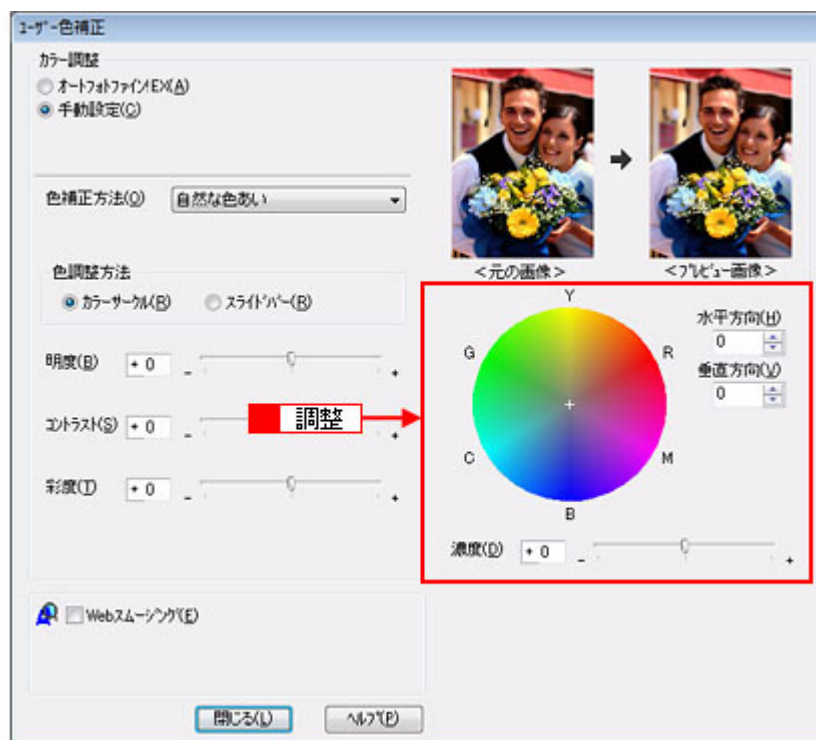 ﾕｰｻﾞｰ色補正
ｶﾗｰ調整
ｵｰﾄﾌｫﾄﾌｧｲﾝ!EX(A)
手動設定(C)
色補正方法(O) 自然な色あい
<元の画像>
<ﾌﾟﾚﾋﾞｭｰ画像>
色調整方法
ｶﾗｰｻｰｸﾙ(R) ｽﾗｲﾄﾞﾊﾞｰ(R)
明度(B) + 0 - +
ｺﾝﾄﾗｽﾄ(S) + 0 - +
彩度(T) + 0 - +
調整
Y
G
R
C
M
B
水平方向(H)
0
垂直方向(V)
0
濃度(D) + 0 - +
Webｽﾑｰｼﾞﾝｸﾞ(E)
閉じる(L) ﾍﾙﾌﾟ(P)